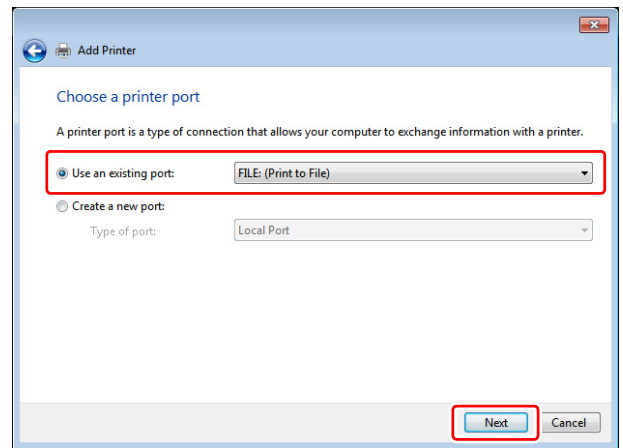 Add Printer
Choose a printer port
A printer port is a type of connection that allows your computer to exchange information with a printer.
Use an existing port: FILE: (Print to File)
Create a new port:
Type of port: Local Port
Next Cancel